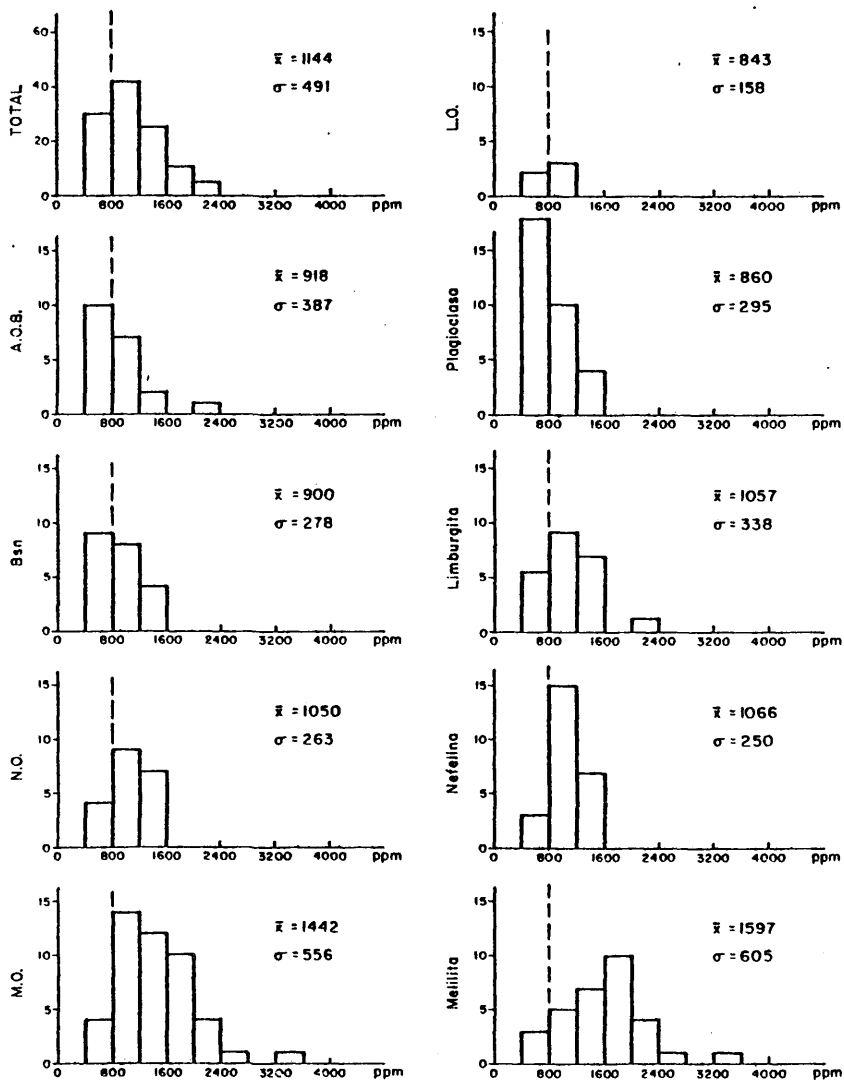 TOTAL
60
40
20
0 800 1600 2400 3200 4000 ppm
x̄ = 1144
σ = 491
L.O.
15
10
5
0
0 800 1600 2400 3200 4000 ppm
x̄ = 843
σ = 158
A.O.B.
15
10
5
0
0 800 1600 2400 3200 4000 ppm
x̄ = 918
σ = 387
Plagioclasa
15
10
5
0
0 800 1600 2400 3200 4000 ppm
x̄ = 860
σ = 295
Bsn
15
10
5
0
0 800 1600 2400 3200 4000 ppm
x̄ = 900
σ = 278
Limburgita
15
10
5
0
0 800 1600 2400 3200 4000 ppm
x̄ = 1057
σ = 338
N.O.
15
10
5
0
0 800 1600 2400 3200 4000 ppm
x̄ = 1050
σ = 263
Nefelina
15
10
5
0
0 800 1600 2400 3200 4000 ppm
x̄ = 1066
σ = 250
M.O.
15
10
5
0
0 800 1600 2400 3200 4000 ppm
x̄ = 1442
σ = 556
Melilita
15
10
5
0
0 800 1600 2400 3200 4000 ppm
x̄ = 1597
σ = 605